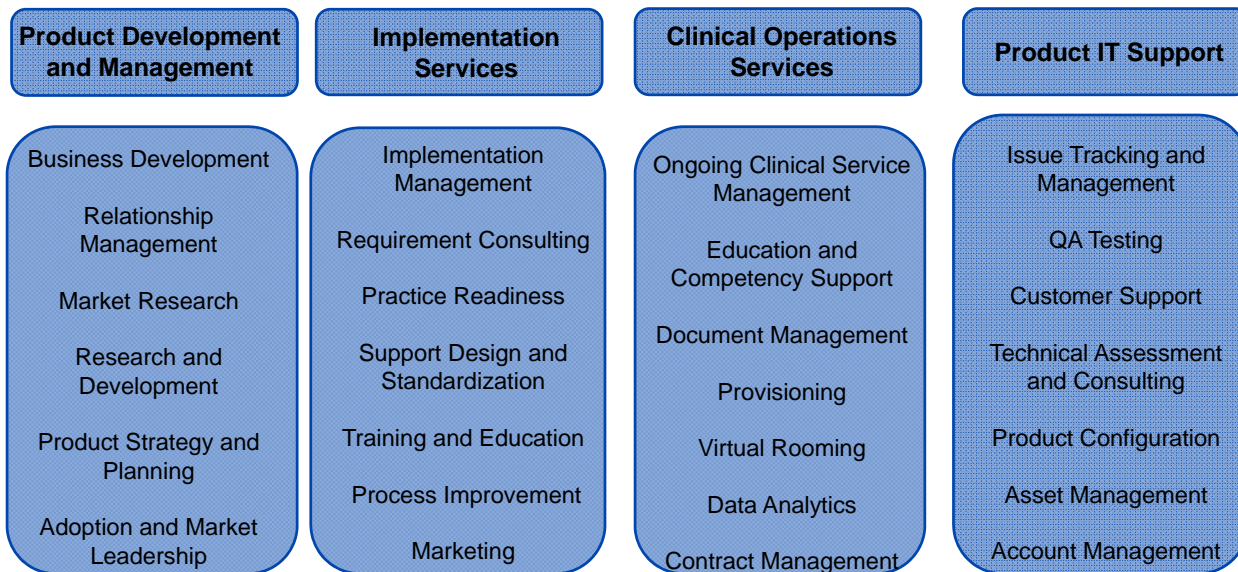 Product Development
and Management
Implementation
Services
Clinical Operations
Services
Product IT Support
Business Development
Relationship
Management
Market Research
Research and
Development
Product Strategy and
Planning
Adoption and Market
Leadership
Implementation
Management
Requirement Consulting
Practice Readiness
Support Design and
Standardization
Training and Education
Process Improvement
Marketing
Ongoing Clinical Service
Management
Education and
Competency Support
Document Management
Provisioning
Virtual Rooming
Data Analytics
Contract Management
Issue Tracking and
Management
QA Testing
Customer Support
Technical Assessment
and Consulting
Product Configuration
Asset Management
Account Management